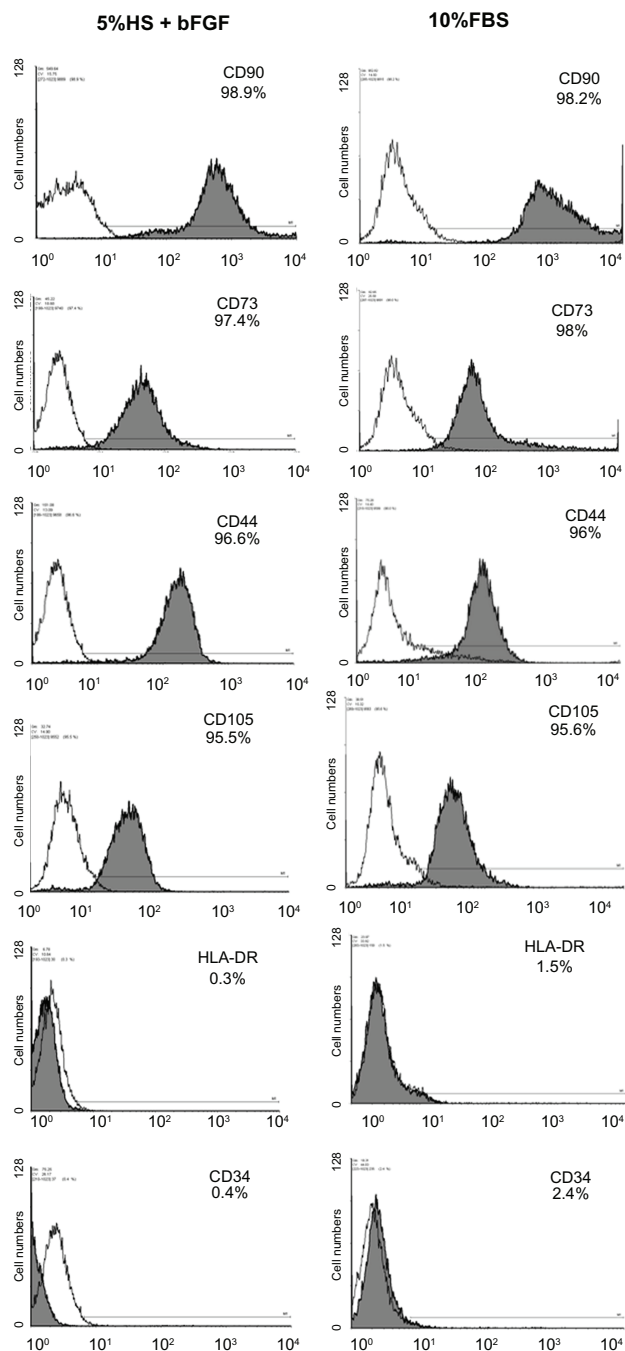 5%HS + bFGF
10%FBS
128
Cell numbers
0
CD90
98.9%
10⁰ 10¹ 10² 10³ 10⁴
128
Cell numbers
0
CD90
98.2%
10⁰ 10¹ 10² 10³ 10⁴
128
Cell numbers
0
CD73
97.4%
10⁰ 10¹ 10² 10³ 10⁴
128
Cell numbers
0
CD73
98%
10⁰ 10¹ 10² 10³ 10⁴
128
Cell numbers
0
CD44
96.6%
10⁰ 10¹ 10² 10³ 10⁴
128
Cell numbers
0
CD44
96%
10⁰ 10¹ 10² 10³ 10⁴
128
Cell numbers
0
CD105
95.5%
10⁰ 10¹ 10² 10³ 10⁴
128
Cell numbers
0
CD105
95.6%
10⁰ 10¹ 10² 10³ 10⁴
128
Cell numbers
0
HLA-DR
0.3%
10⁰ 10¹ 10² 10³ 10⁴
128
Cell numbers
0
HLA-DR
1.5%
10⁰ 10¹ 10² 10³ 10⁴
128
Cell numbers
0
CD34
0.4%
10⁰ 10¹ 10² 10³ 10⁴
128
Cell numbers
0
CD34
2.4%
10⁰ 10¹ 10² 10³ 10⁴